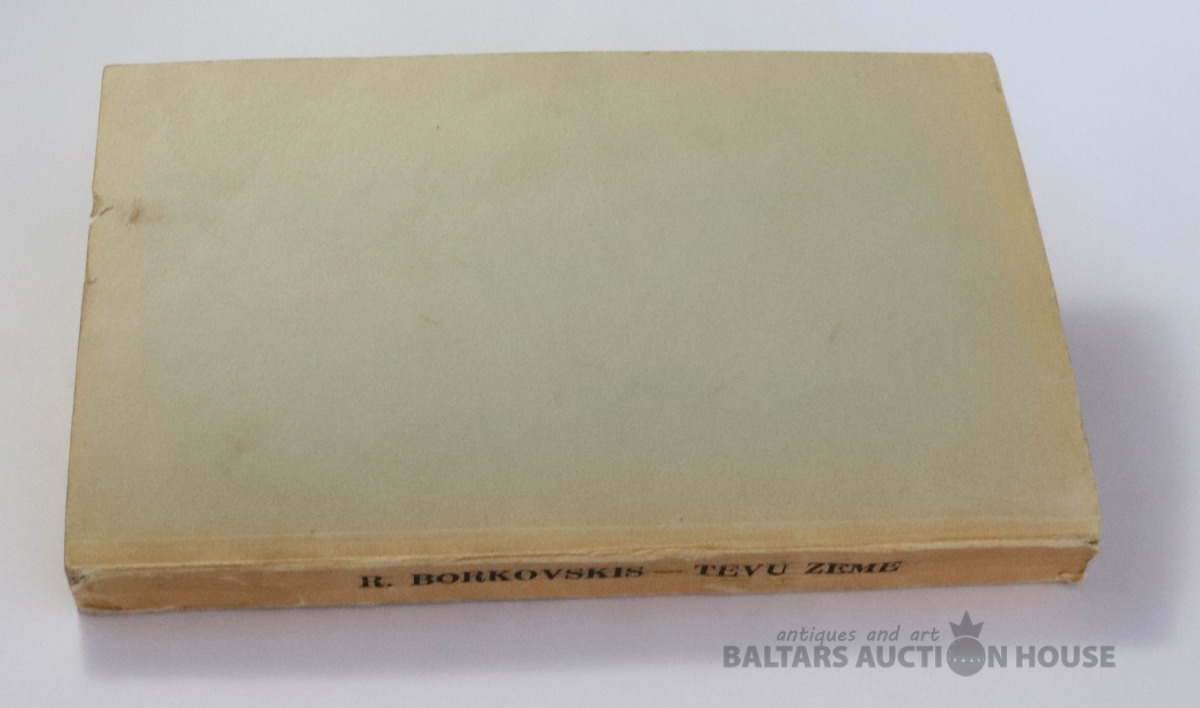 R. BORKOVSKIS — TEVU ZEME
antiques and art
BALTARS AUCTION HOUSE